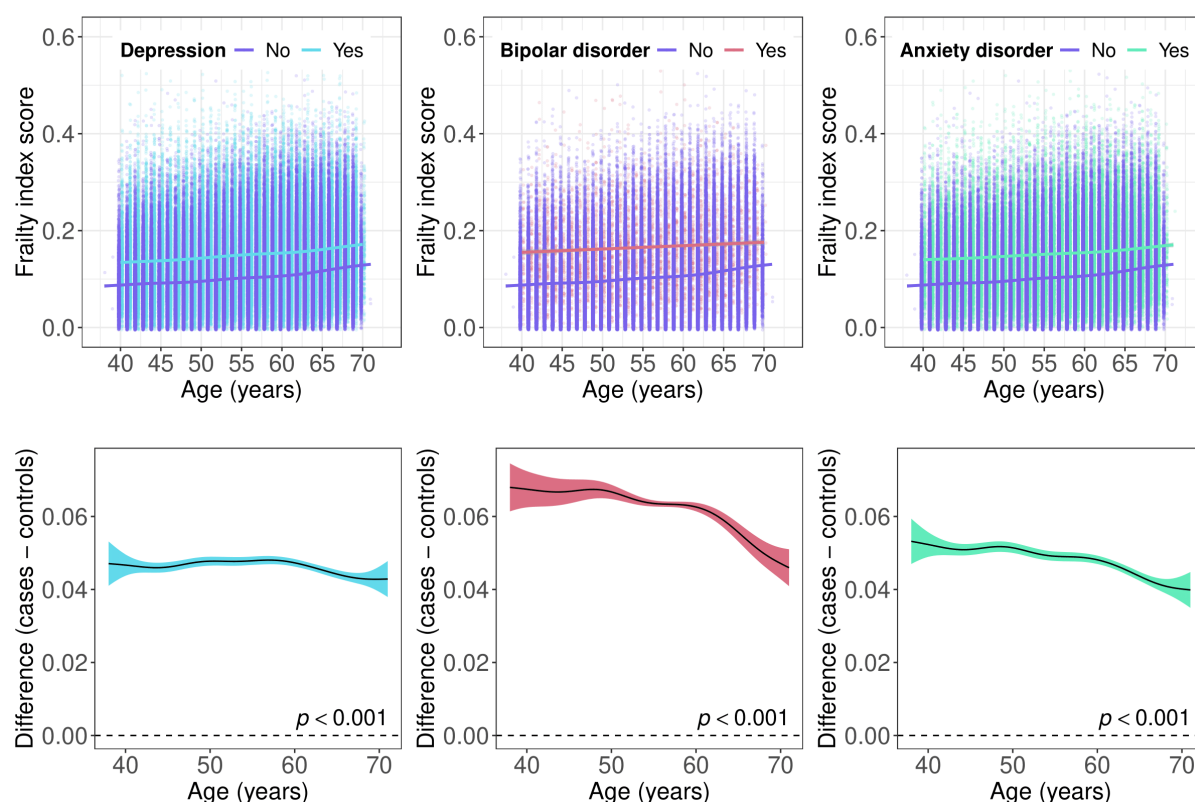 Depression No Yes
Frailty index score
0.6
0.4
0.2
0.0
40 45 50 55 60 65 70
Age (years)
Bipolar disorder No Yes
Frailty index score
0.6
0.4
0.2
0.0
40 45 50 55 60 65 70
Age (years)
Anxiety disorder No Yes
Frailty index score
0.6
0.4
0.2
0.0
40 45 50 55 60 65 70
Age (years)
Difference (cases − controls)
0.06
0.04
0.02
0.00
p < 0.001
40 50 60 70
Age (years)
Difference (cases − controls)
0.06
0.04
0.02
0.00
p < 0.001
40 50 60 70
Age (years)
Difference (cases − controls)
0.06
0.04
0.02
0.00
p < 0.001
40 50 60 70
Age (years)